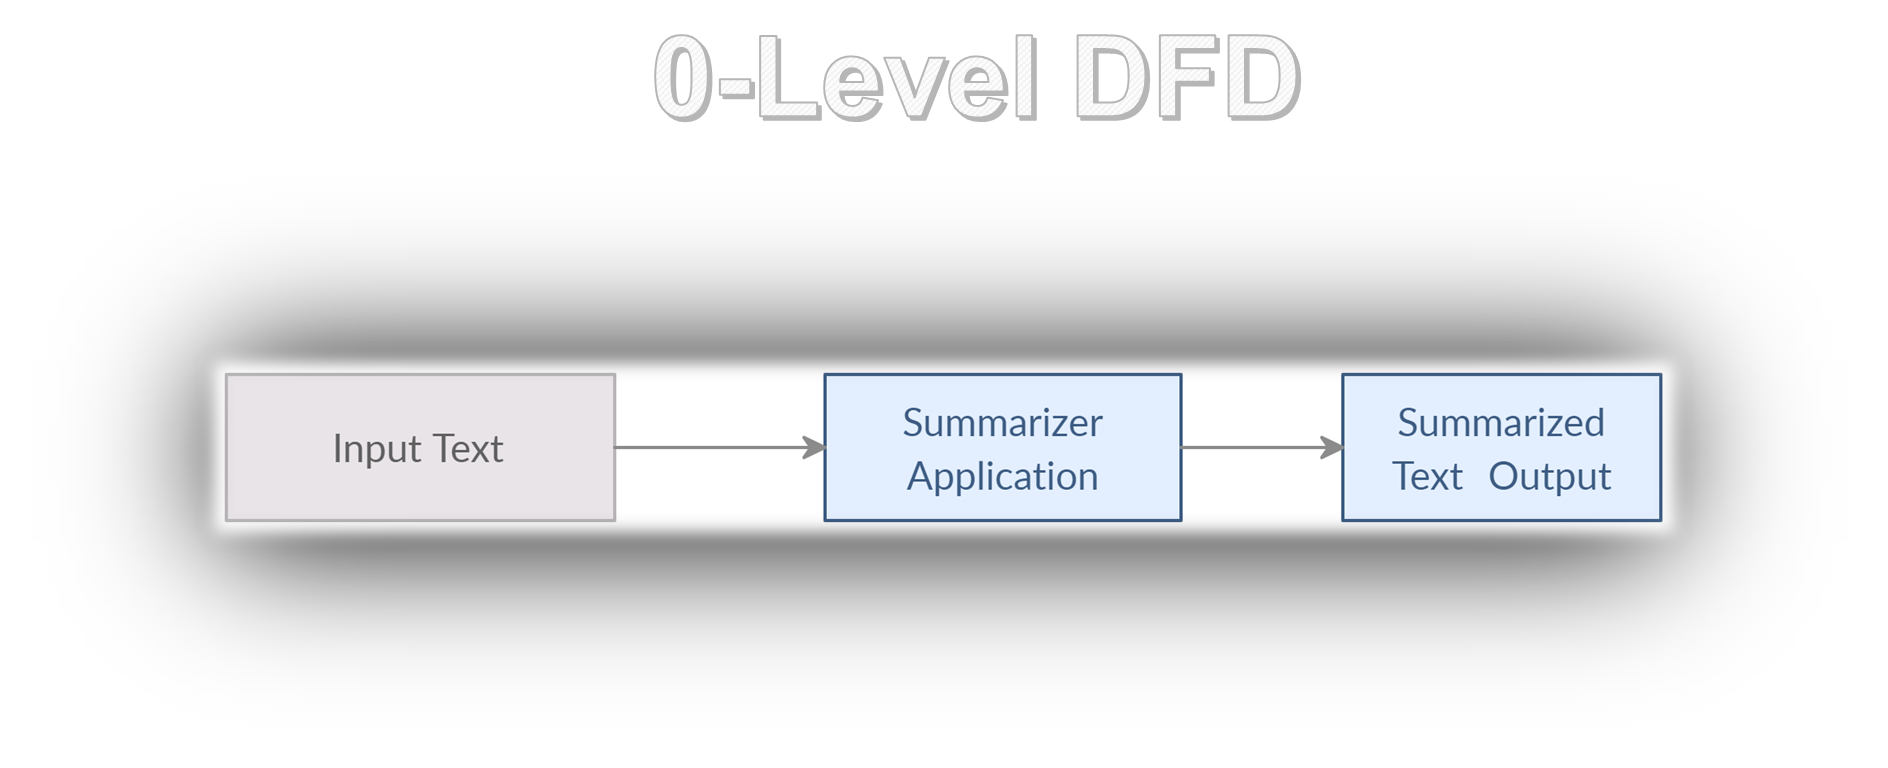 0-Level DFD
Input Text
Summarizer
Application
Summarized
Text Output